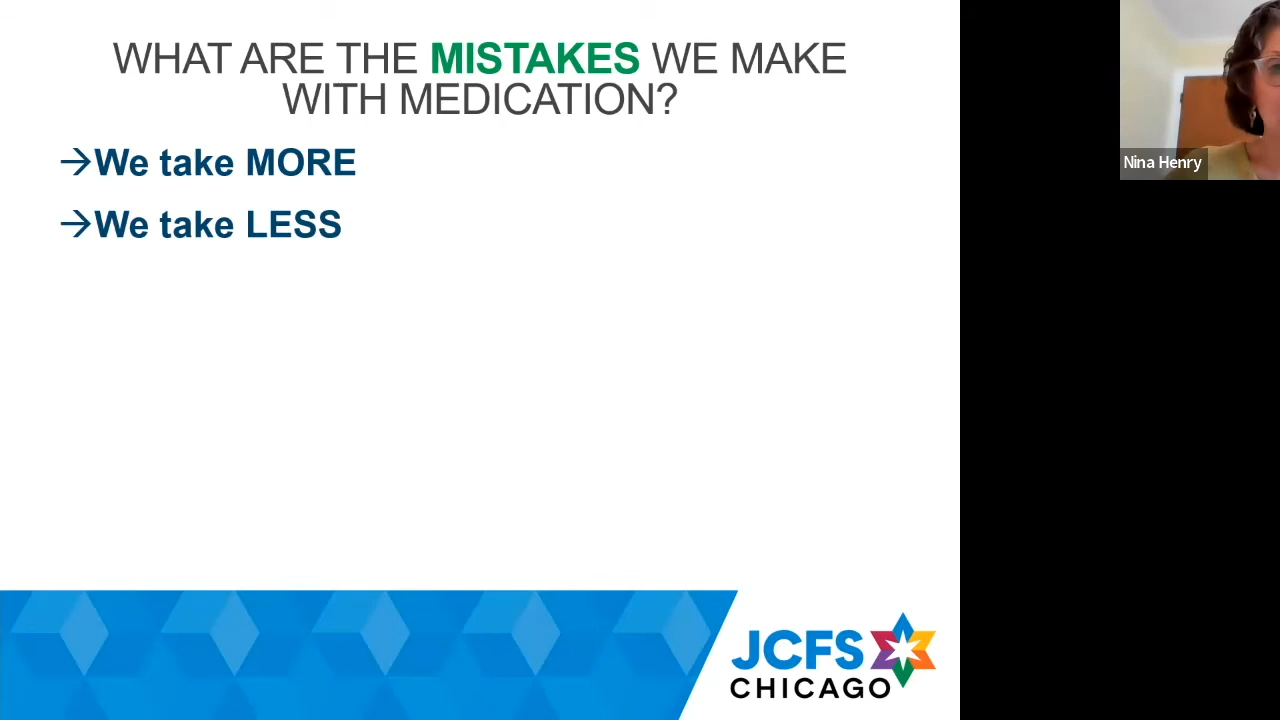 WHAT ARE THE MISTAKES WE MAKE
WITH MEDICATION?
→We take MORE
→We take LESS
Nina Henry
JCFS
CHICAGO